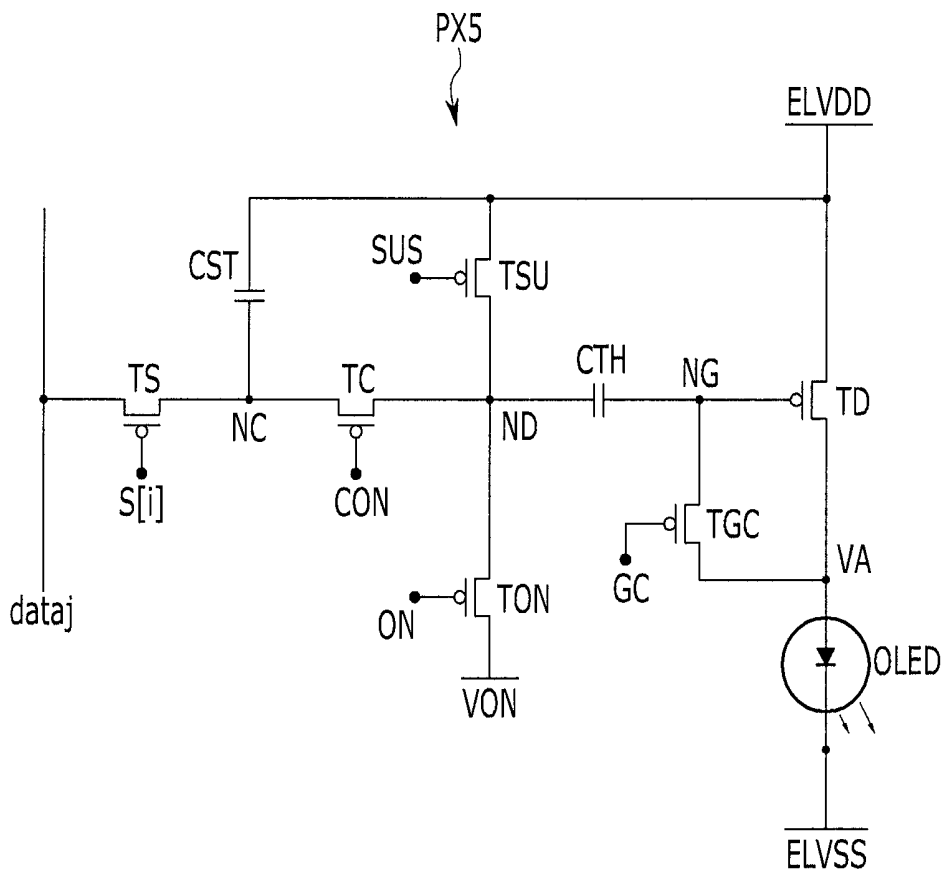 PX5
ELVDD
SUS
TSU
CST
TS
TC
CTH
NG
TD
NC
ND
S[i]
CON
TGC
GC
VA
dataj
ON
TON
OLED
VON
ELVSS